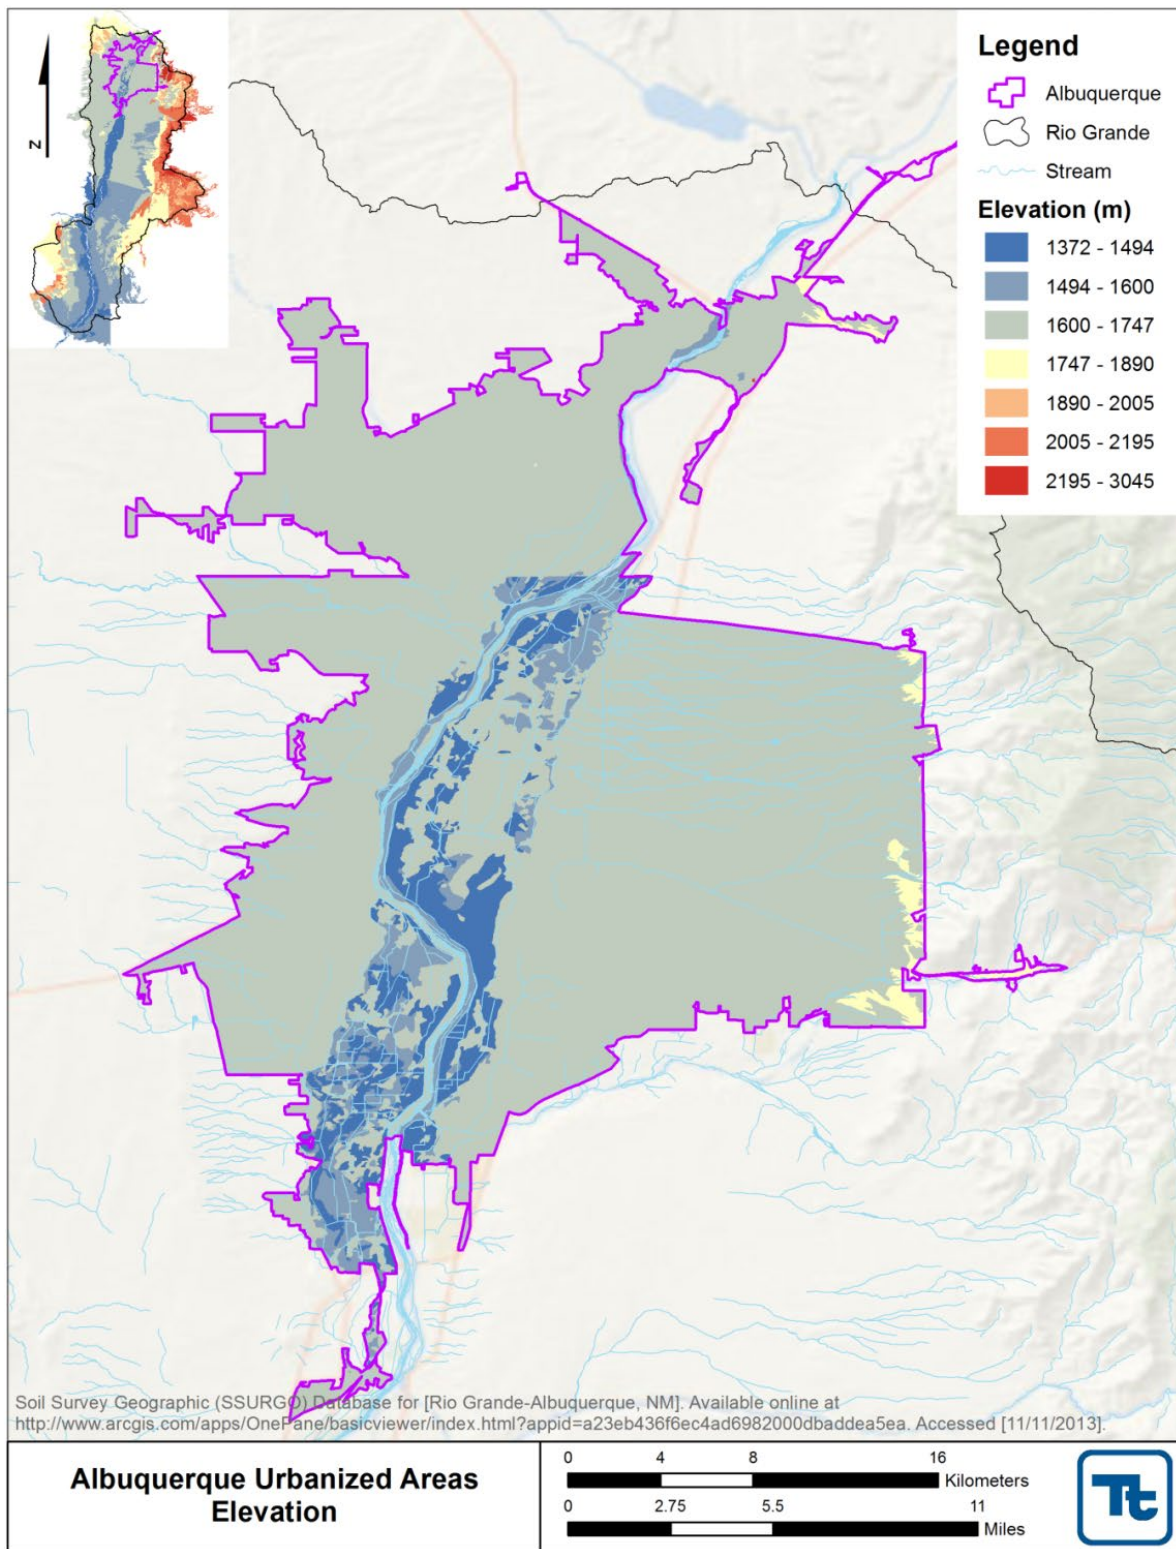 N
Legend
Albuquerque
Rio Grande
Stream
Elevation (m)
1372 - 1494
1494 - 1600
1600 - 1747
1747 - 1890
1890 - 2005
2005 - 2195
2195 - 3045
Soil Survey Geographic (SSURGO) Database for [Rio Grande-Albuquerque, NM]. Available online at
http://www.arcgis.com/apps/OnePane/basicviewer/index.html?appid=a23eb436f6ec4ad6982000dbaddea5ea. Accessed [11/11/2013].
Albuquerque Urbanized Areas
Elevation
0 4 8 16
Kilometers
0 2.75 5.5 11
Miles
Tt